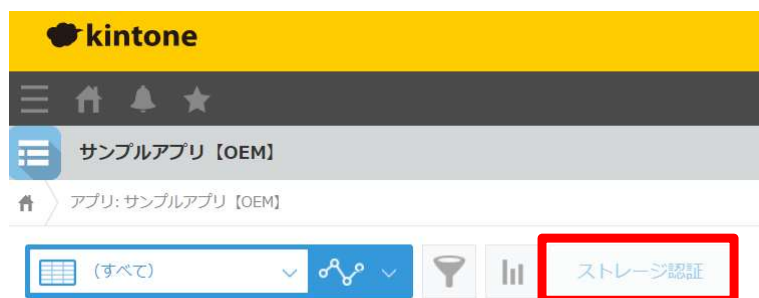 kintone
サンプルアプリ【OEM】
アプリ: サンプルアプリ【OEM】
(すべて)
ストレージ認証